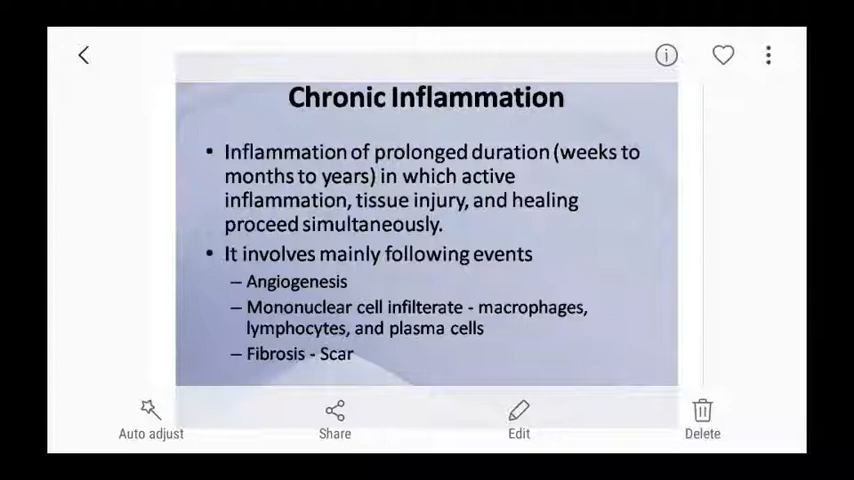 Chronic Inflammation
• Inflammation of prolonged duration (weeks to
months to years) in which active
inflammation, tissue injury, and healing
proceed simultaneously.
• It involves mainly following events
– Angiogenesis
– Mononuclear cell infilterate - macrophages,
lymphocytes, and plasma cells
– Fibrosis - Scar
Auto adjust
Share
Edit
Delete